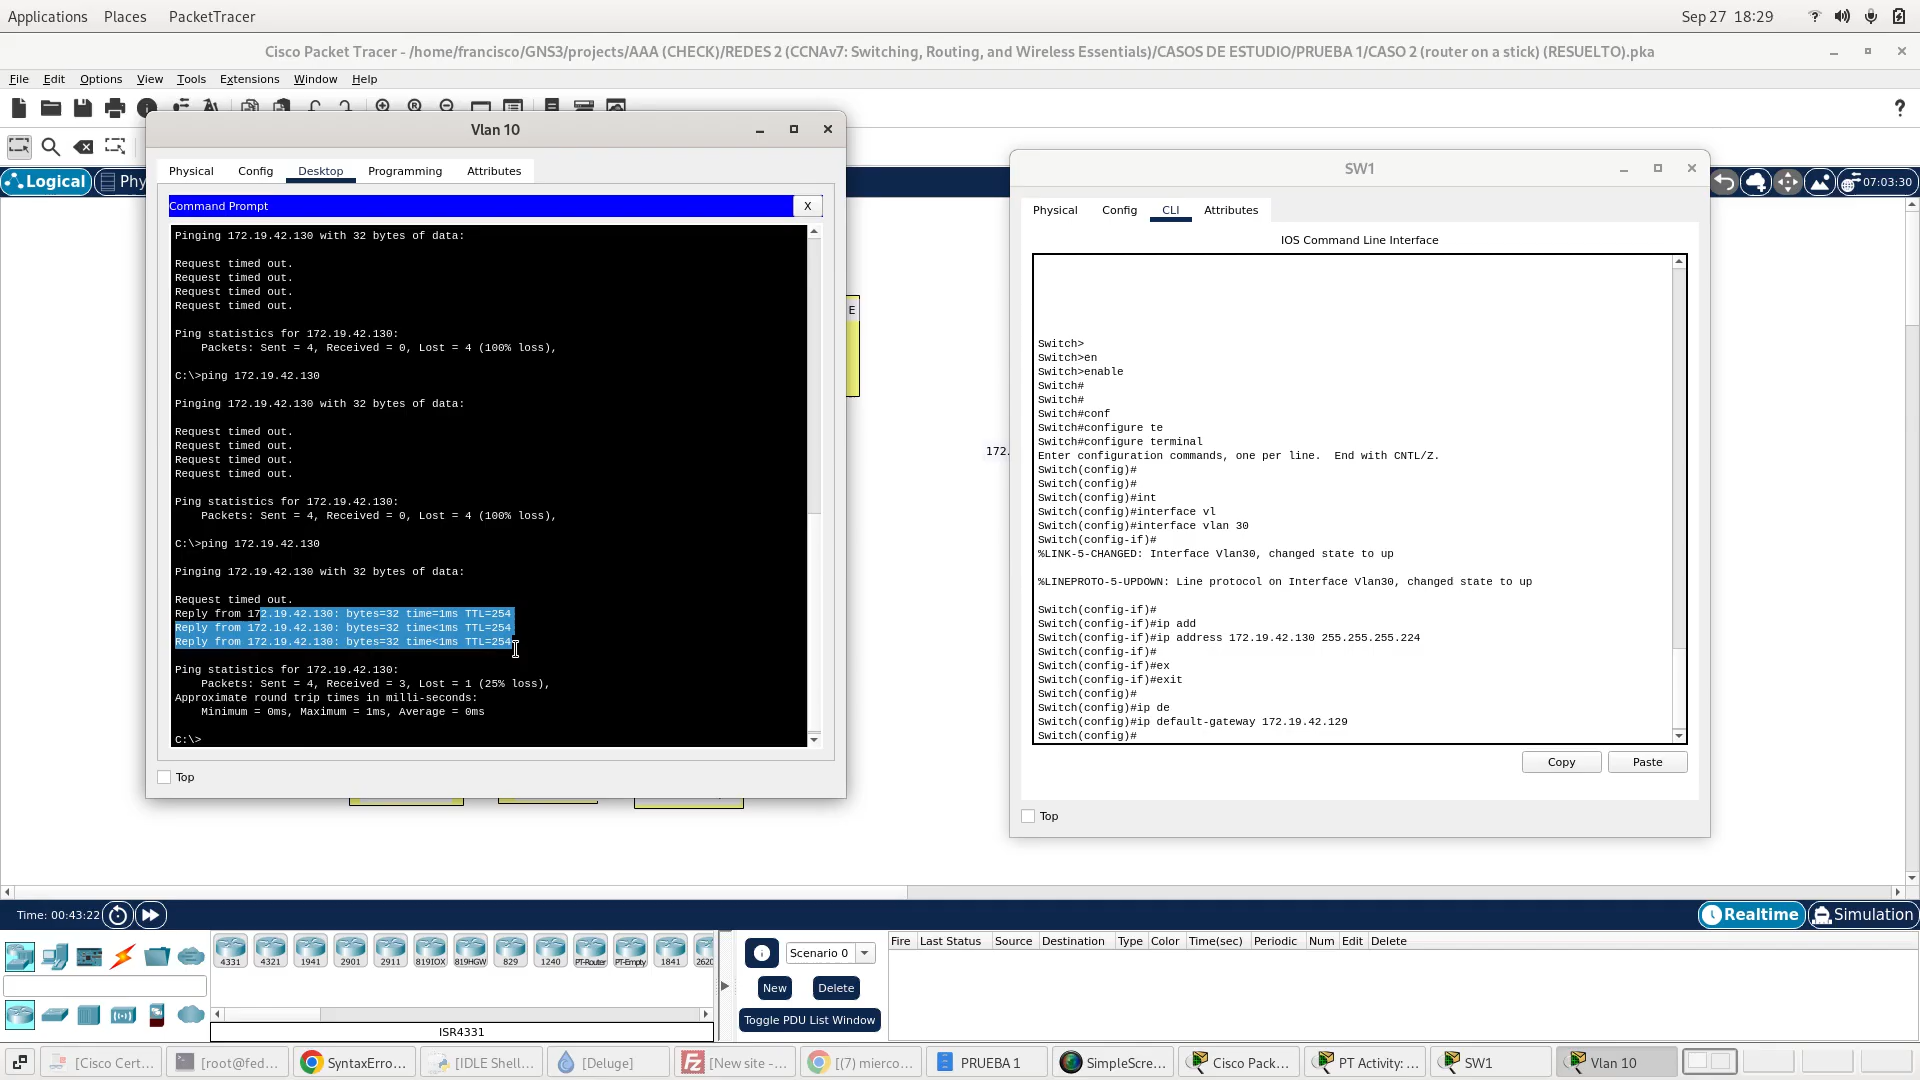 Applications Places PacketTracer Sep 27 18:29
Cisco Packet Tracer - /home/francisco/GNS3/projects/AAA (CHECK)/REDES 2 (CCNAv7: Switching, Routing, and Wireless Essentials)/CASOS DE ESTUDIO/PRUEBA 1/CASO 2 (router on a stick) (RESUELTO).pka
File Edit Options View Tools Extensions Window Help
Logical Phy 07:03:30
Vlan 10
Physical Config Desktop Programming Attributes
Command Prompt X
Pinging 172.19.42.130 with 32 bytes of data:
Request timed out.
Request timed out.
Request timed out.
Request timed out.
Ping statistics for 172.19.42.130:
Packets: Sent = 4, Received = 0, Lost = 4 (100% loss),
C:\>ping 172.19.42.130
Pinging 172.19.42.130 with 32 bytes of data:
Request timed out.
Request timed out.
Request timed out.
Request timed out.
Ping statistics for 172.19.42.130:
Packets: Sent = 4, Received = 0, Lost = 4 (100% loss),
C:\>ping 172.19.42.130
Pinging 172.19.42.130 with 32 bytes of data:
Request timed out.
Reply from 172.19.42.130: bytes=32 time=1ms TTL=254
Reply from 172.19.42.130: bytes=32 time<1ms TTL=254
Reply from 172.19.42.130: bytes=32 time<1ms TTL=254
Ping statistics for 172.19.42.130:
Packets: Sent = 4, Received = 3, Lost = 1 (25% loss),
Approximate round trip times in milli-seconds:
Minimum = 0ms, Maximum = 1ms, Average = 0ms
C:\>
Top
E
172.
SW1
Physical Config CLI Attributes
IOS Command Line Interface
Switch>
Switch>en
Switch>enable
Switch#
Switch#
Switch#conf
Switch#configure te
Switch#configure terminal
Enter configuration commands, one per line. End with CNTL/Z.
Switch(config)#
Switch(config)#
Switch(config)#int
Switch(config)#interface vl
Switch(config)#interface vlan 30
Switch(config-if)#
%LINK-5-CHANGED: Interface Vlan30, changed state to up
%LINEPROTO-5-UPDOWN: Line protocol on Interface Vlan30, changed state to up
Switch(config-if)#
Switch(config-if)#ip add
Switch(config-if)#ip address 172.19.42.130 255.255.255.224
Switch(config-if)#
Switch(config-if)#ex
Switch(config-if)#exit
Switch(config)#
Switch(config)#ip de
Switch(config)#ip default-gateway 172.19.42.129
Switch(config)#
Copy Paste
Top
Time: 00:43:22 Realtime Simulation
4331 4321 1941 2901 2911 819IOX 819HGW 829 1240 PT-Router PT-Empty 1841 2620
ISR4331
Scenario 0
New Delete
Toggle PDU List Window
Fire Last Status Source Destination Type Color Time(sec) Periodic Num Edit Delete
[Cisco Cert... [root@fed... SyntaxErro... [IDLE Shell... [Deluge] [New site -... [(7) mierco... PRUEBA 1 SimpleScre... Cisco Pack... PT Activity: ... SW1 Vlan 10